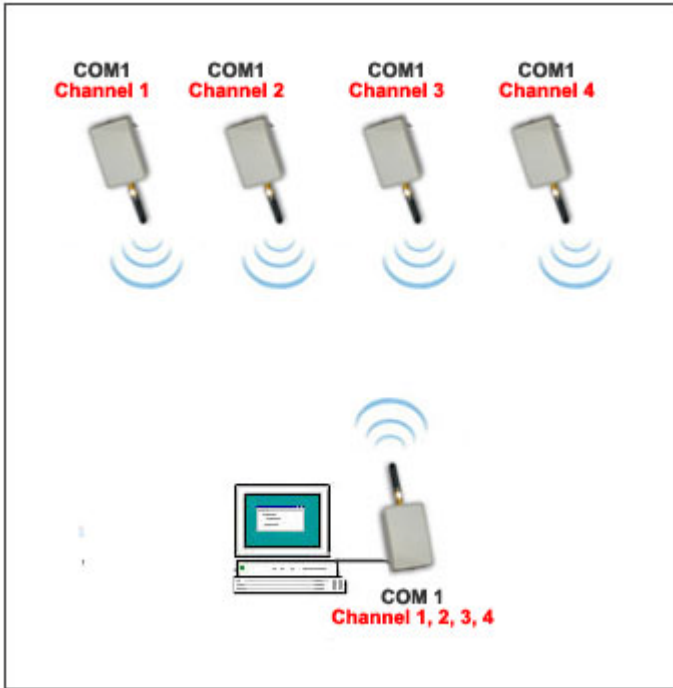 COM1
Channel 1
COM1
Channel 2
COM1
Channel 3
COM1
Channel 4
COM 1
Channel 1, 2, 3, 4